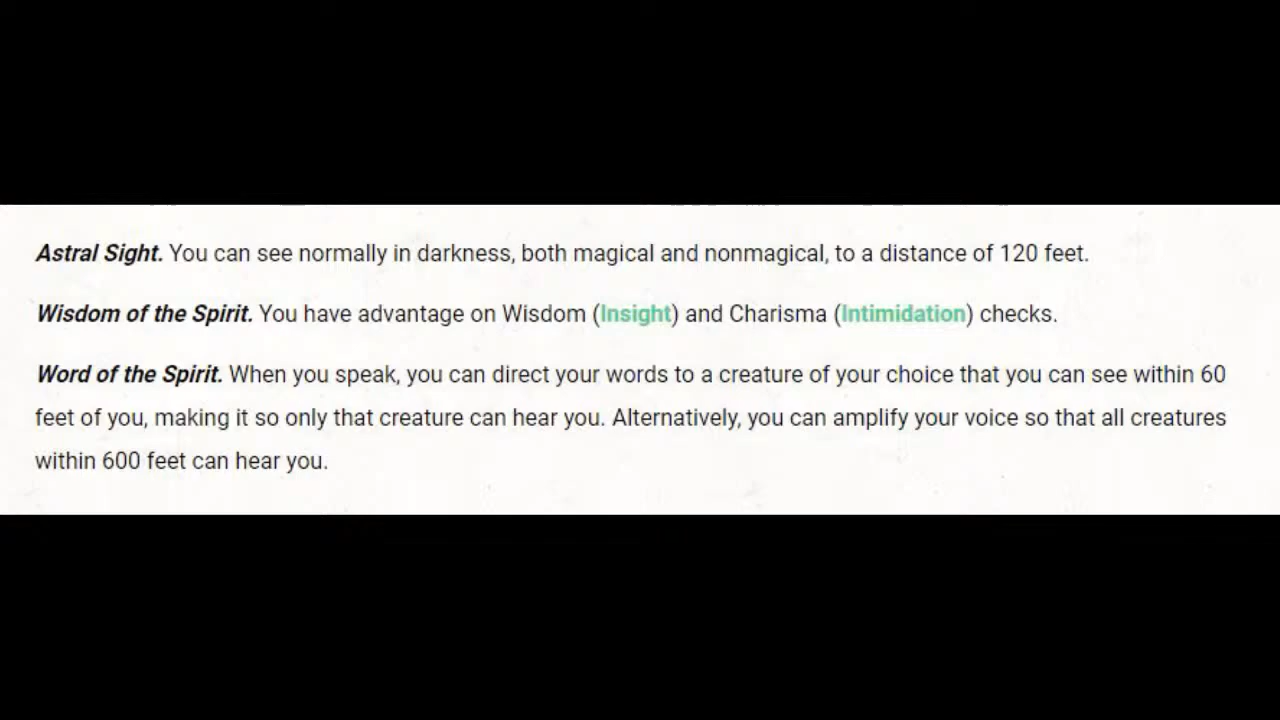 Astral Sight. You can see normally in darkness, both magical and nonmagical, to a distance of 120 feet.
Wisdom of the Spirit. You have advantage on Wisdom (Insight) and Charisma (Intimidation) checks.
Word of the Spirit. When you speak, you can direct your words to a creature of your choice that you can see within 60
feet of you, making it so only that creature can hear you. Alternatively, you can amplify your voice so that all creatures
within 600 feet can hear you.